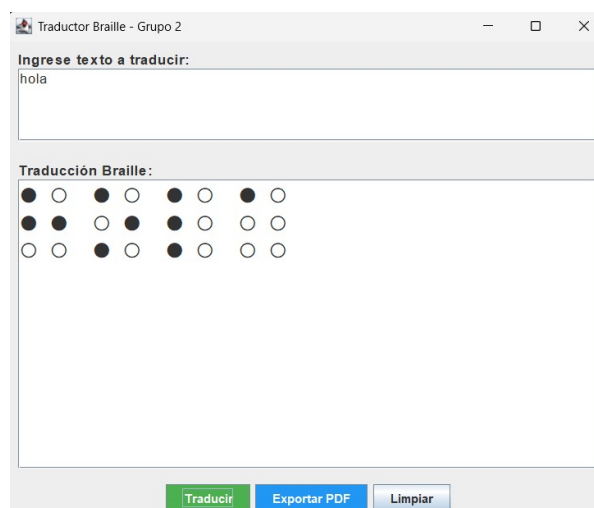 Traductor Braille - Grupo 2
Ingrese texto a traducir:
hola
Traducción Braille:
Traducir Exportar PDF Limpiar